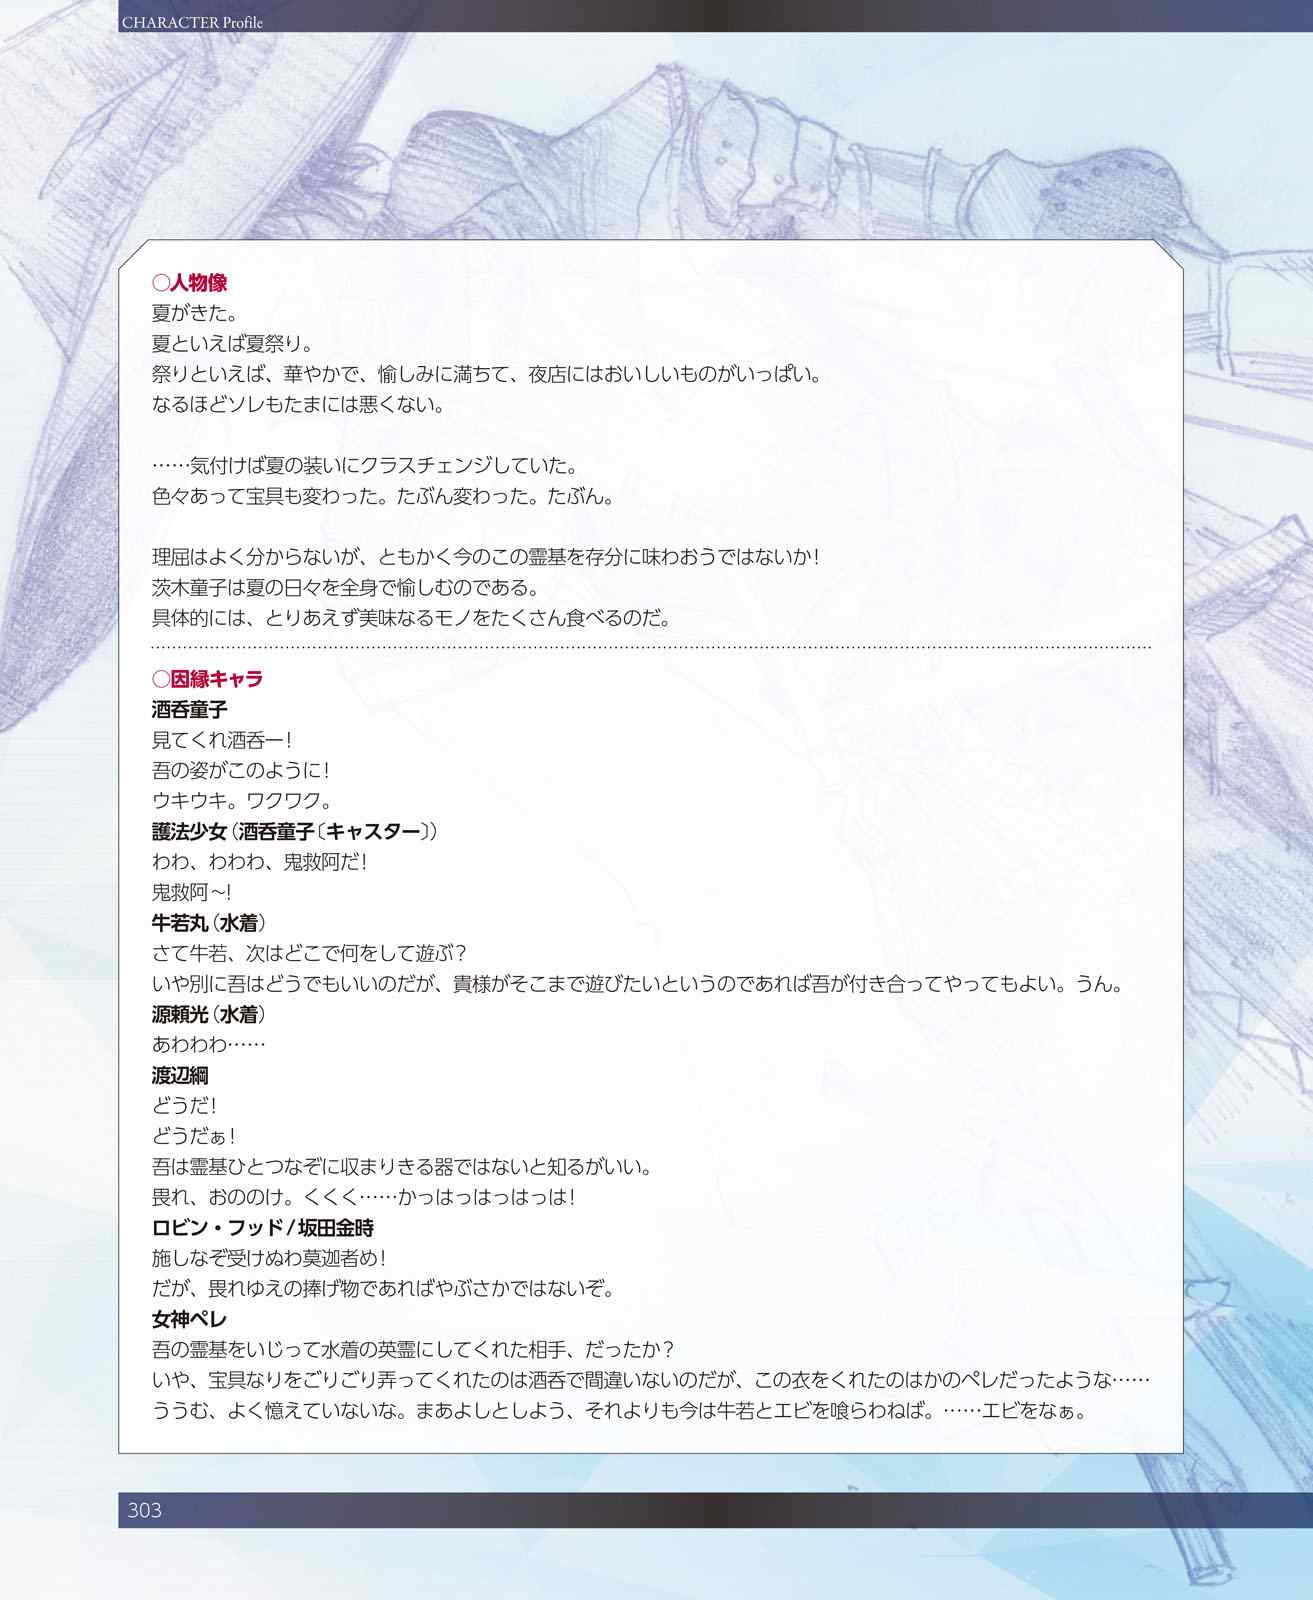 CHARACTER Profile
○人物像
夏がきた。
夏といえば夏祭り。
祭りといえば、華やかで、愉しみに満ちて、夜店にはおいしいものがいっぱい。
なるほどソレもたまには悪くない。
……気付けば夏の装いにクラスチェンジしていた。
色々あって宝具も変わった。たぶん変わった。たぶん。
理屈はよく分からないが、ともかく今のこの霊基を存分に味わおうではないか！
茨木童子は夏の日々を全身で愉しむのである。
具体的には、とりあえず美味なるモノをたくさん食べるのだ。
○因縁キャラ
酒呑童子
見てくれ酒呑ー！
吾の姿がこのように！
ウキウキ。ワクワク。
護法少女（酒呑童子〔キャスター〕）
わわ、わわわ、鬼救阿だ！
鬼救阿～！
牛若丸（水着）
さて牛若、次はどこで何をして遊ぶ？
いや別に吾はどうでもいいのだが、貴様がそこまで遊びたいというのであれば吾が付き合ってやってもよい。うん。
源頼光（水着）
あわわわ……
渡辺綱
どうだ！
どうだぁ！
吾は霊基ひとつなぞに収まりきる器ではないと知るがいい。
畏れ、おののけ。くくく……かっはっはっはっは！
ロビン・フッド/坂田金時
施しなぞ受けぬわ莫迦者め！
だが、畏れゆえの捧げ物であればやぶさかではないぞ。
女神ペレ
吾の霊基をいじって水着の英霊にしてくれた相手、だったか？
いや、宝具なりをごりごり弄ってくれたのは酒呑で間違いないのだが、この衣をくれたのはかのペレだったような……
ううむ、よく憶えていないな。まあよしとしよう、それよりも今は牛若とエビを喰らわねば。……エビをなぁ。
303